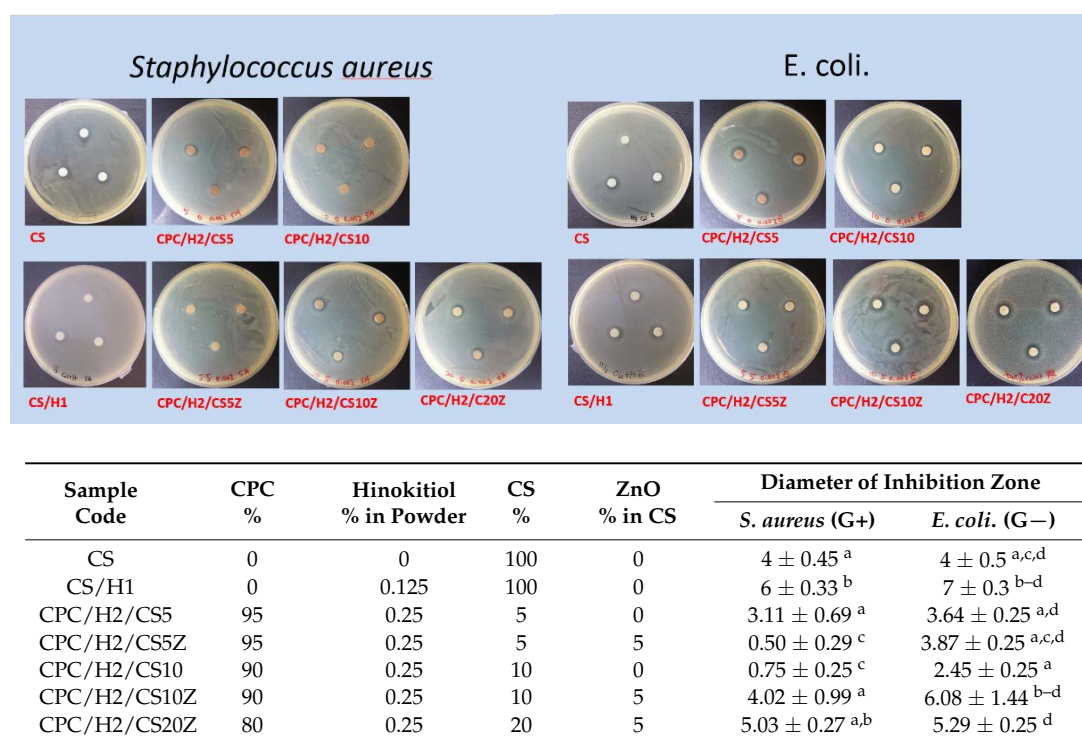 Staphylococcus aureus
E. coli.
CS
CPC/H2/CS5
CPC/H2/CS10
CS
CPC/H2/CS5
CPC/H2/CS10
CS/H1
CPC/H2/CS5Z
CPC/H2/CS10Z
CPC/H2/C20Z
CS/H1
CPC/H2/CS5Z
CPC/H2/CS10Z
CPC/H2/C20Z
Sample Code CPC % Hinokitiol % in Powder CS % ZnO % in CS Diameter of Inhibition Zone
S. aureus (G+) E. coli. (G−)
CS 0 0 100 0 4 ± 0.45 a 4 ± 0.5 a,c,d
CS/H1 0 0.125 100 0 6 ± 0.33 b 7 ± 0.3 b–d
CPC/H2/CS5 95 0.25 5 0 3.11 ± 0.69 a 3.64 ± 0.25 a,d
CPC/H2/CS5Z 95 0.25 5 5 0.50 ± 0.29 c 3.87 ± 0.25 a,c,d
CPC/H2/CS10 90 0.25 10 0 0.75 ± 0.25 c 2.45 ± 0.25 a
CPC/H2/CS10Z 90 0.25 10 5 4.02 ± 0.99 a 6.08 ± 1.44 b–d
CPC/H2/CS20Z 80 0.25 20 5 5.03 ± 0.27 a,b 5.29 ± 0.25 d